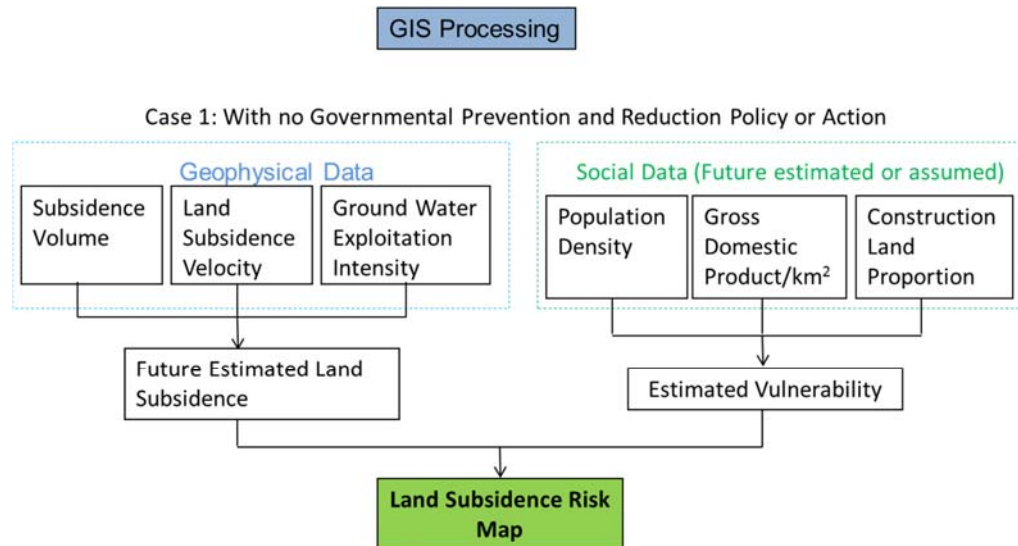 GIS Processing
Case 1: With no Governmental Prevention and Reduction Policy or Action
Geophysical Data
Subsidence
Volume
Land
Subsidence
Velocity
Ground Water
Exploitation
Intensity
Social Data (Future estimated or assumed)
Population
Density
Gross
Domestic
Product/km²
Construction
Land
Proportion
Future Estimated Land
Subsidence
Estimated Vulnerability
Land Subsidence Risk
Map